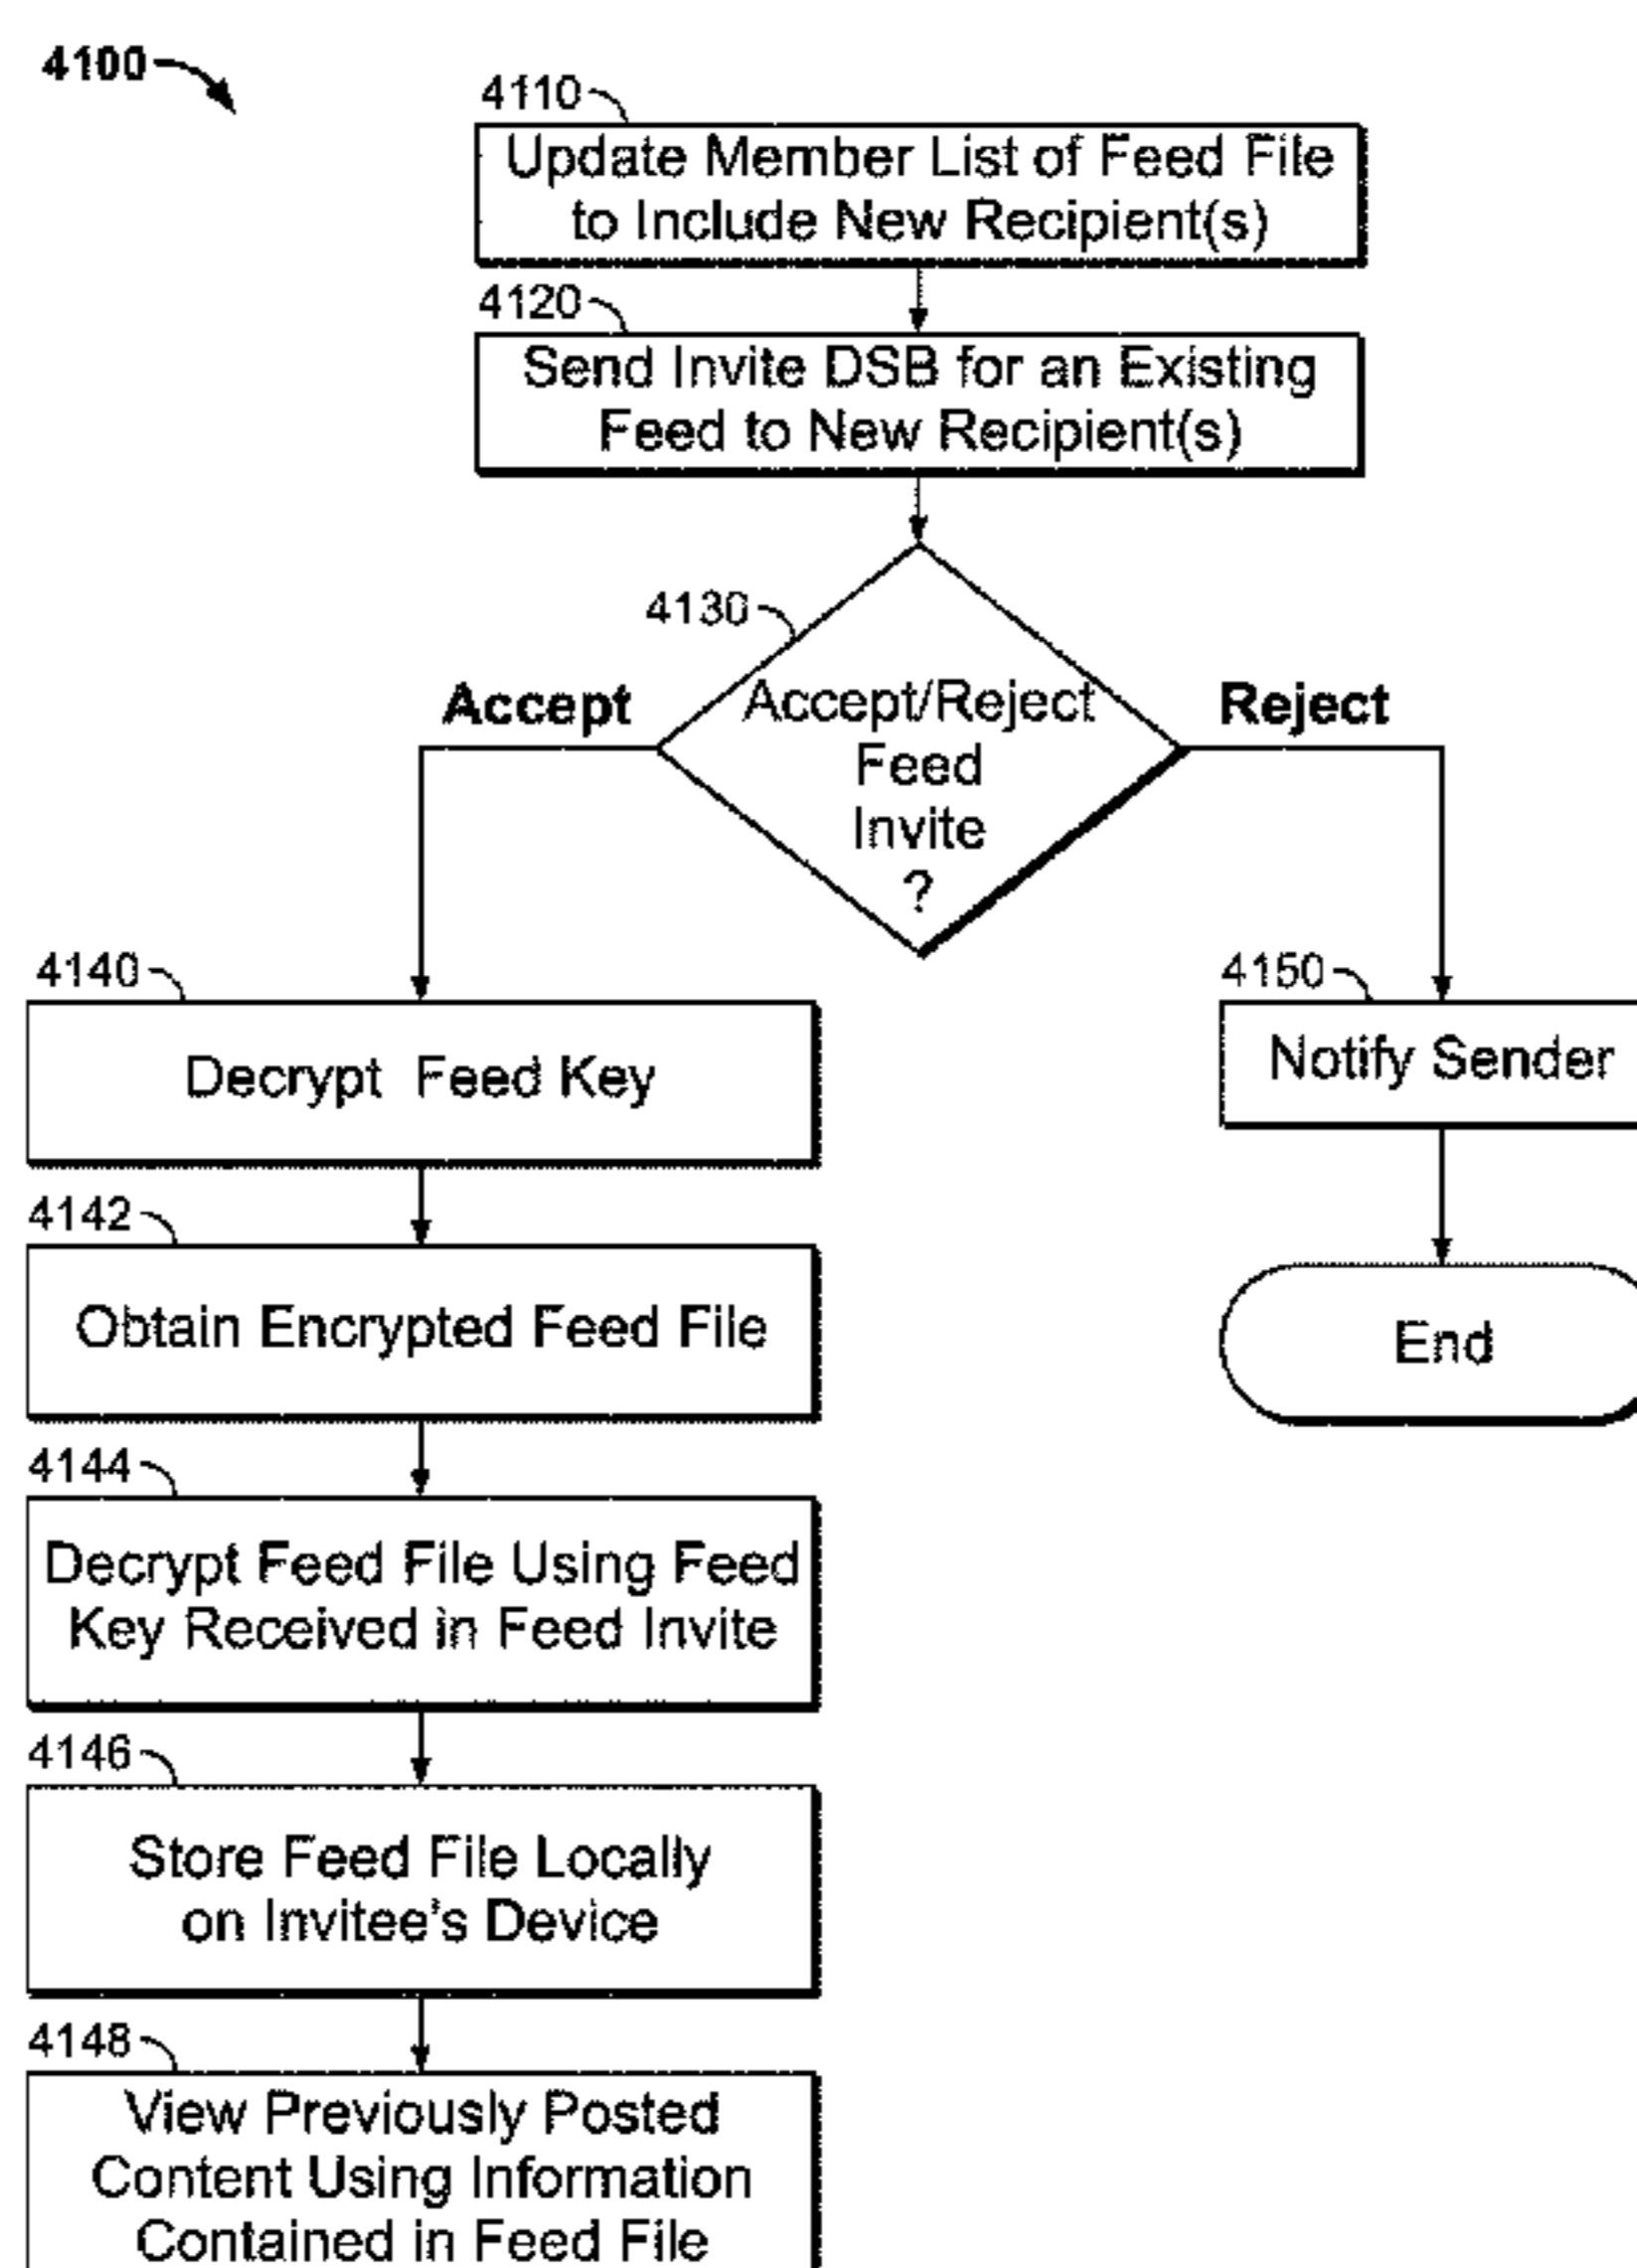 4100
4110
Update Member List of Feed File
to Include New Recipient(s)
4120
Send Invite DSB for an Existing
Feed to New Recipient(s)
4130
Accept/Reject
Feed
Invite
?
Accept
Reject
4140
Decrypt Feed Key
4142
Obtain Encrypted Feed File
4144
Decrypt Feed File Using Feed
Key Received in Feed Invite
4146
Store Feed File Locally
on Invitee's Device
4148
View Previously Posted
Content Using Information
Contained in Feed File
4150
Notify Sender
End